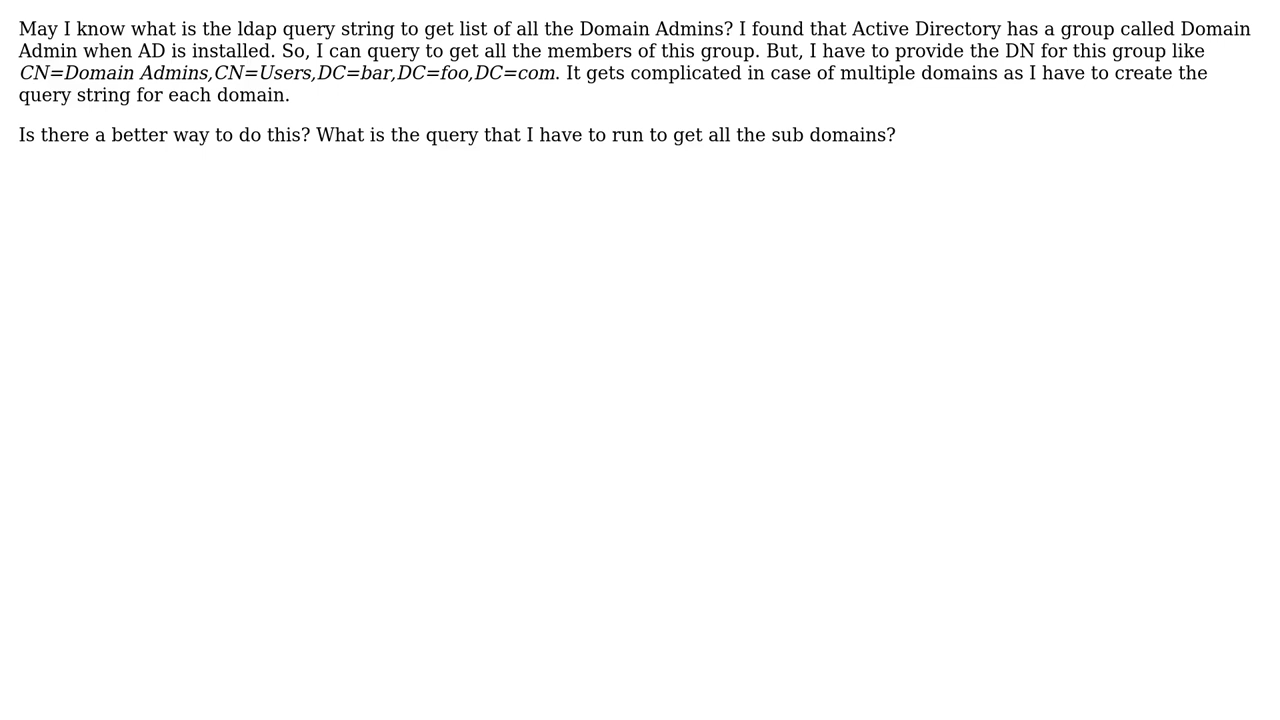 May I know what is the ldap query string to get list of all the Domain Admins? I found that Active Directory has a group called Domain
Admin when AD is installed. So, I can query to get all the members of this group. But, I have to provide the DN for this group like
CN=Domain Admins,CN=Users,DC=bar,DC=foo,DC=com. It gets complicated in case of multiple domains as I have to create the
query string for each domain.
Is there a better way to do this? What is the query that I have to run to get all the sub domains?